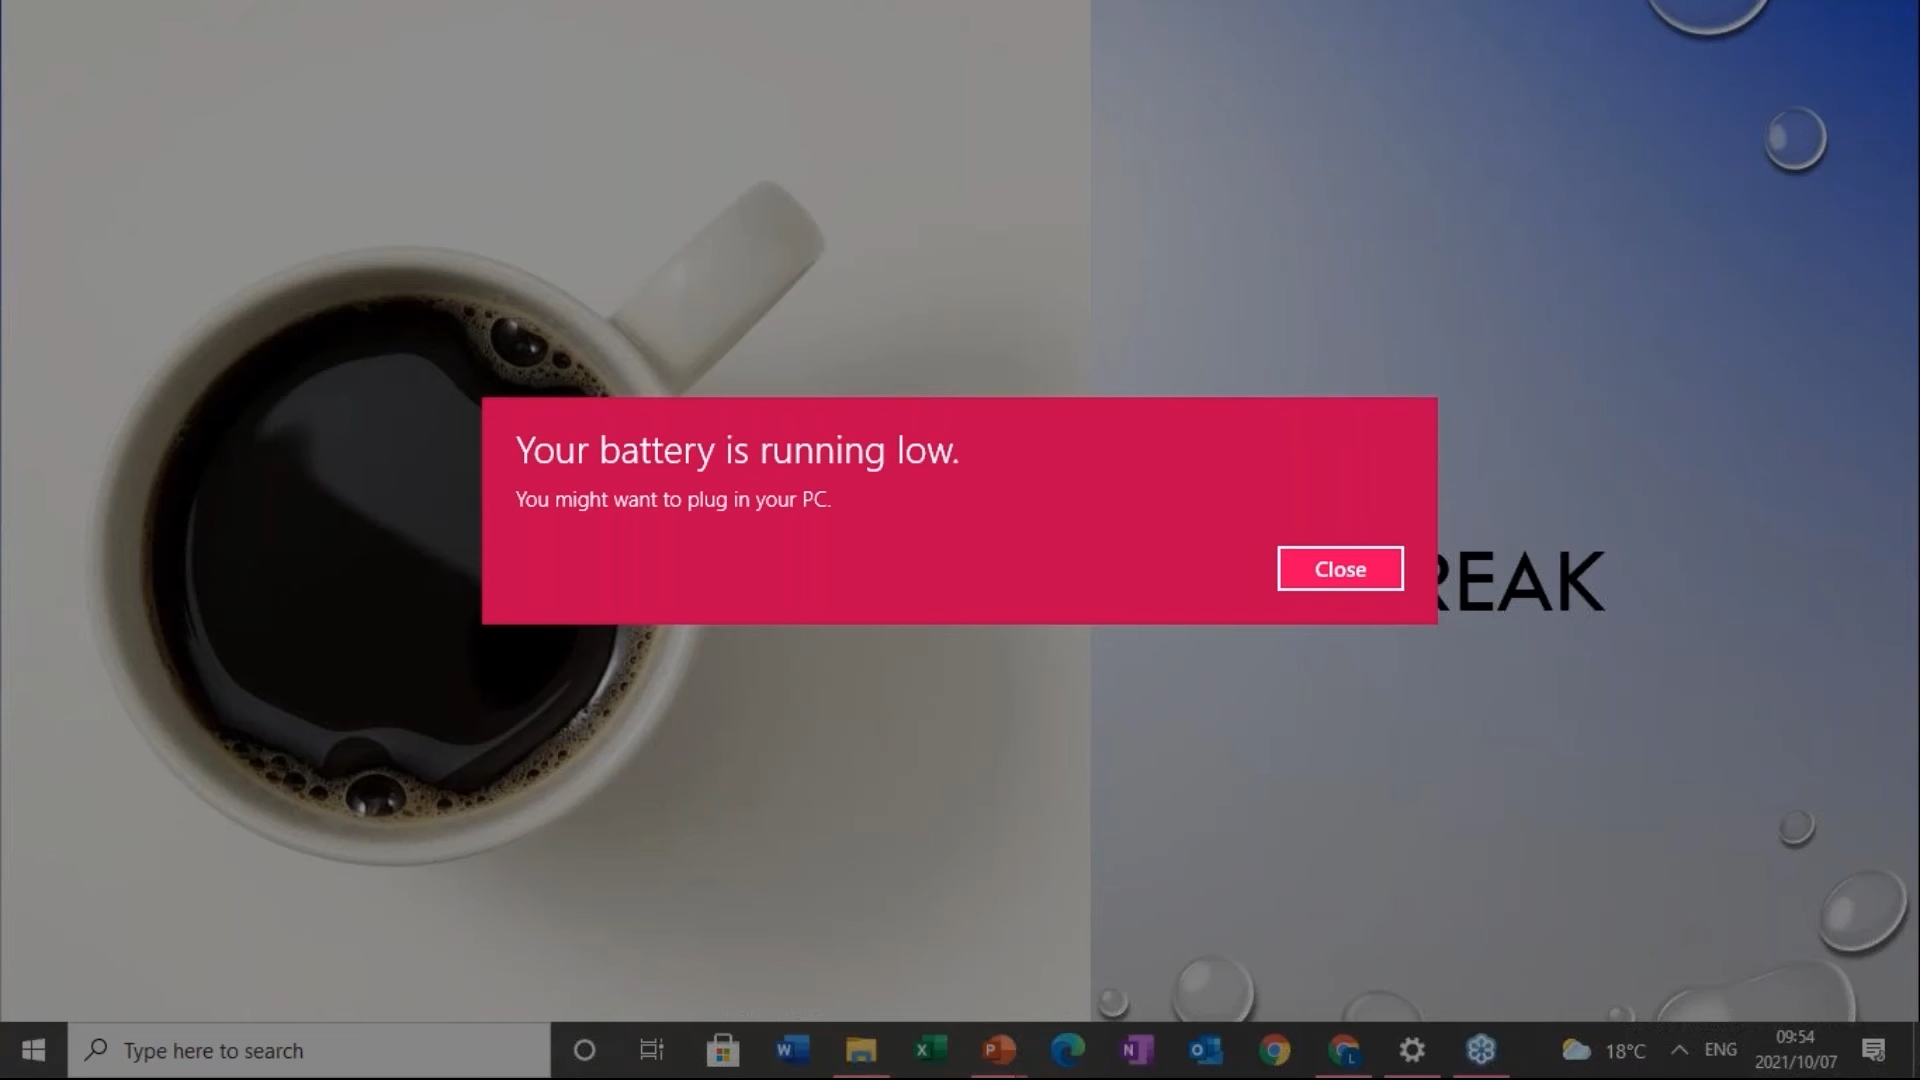 Your battery is running low.
You might want to plug in your PC.
Close
REAK
Type here to search
18°C
ENG
09:54
2021/10/07